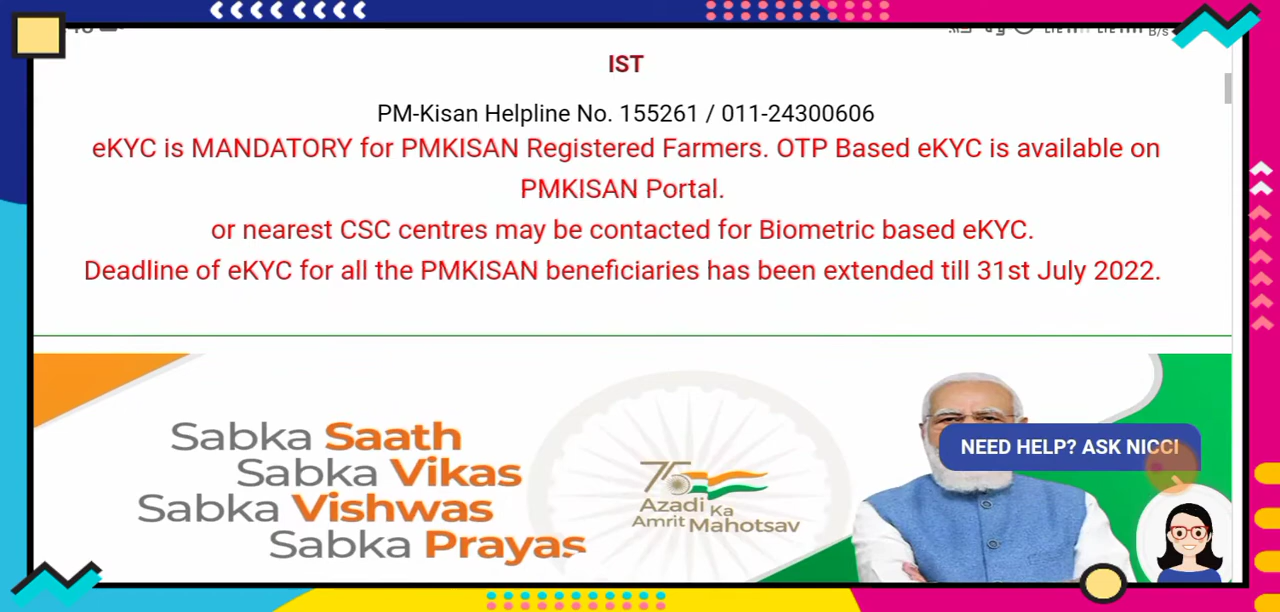 IST
PM-Kisan Helpline No. 155261 / 011-24300606
eKYC is MANDATORY for PMKISAN Registered Farmers. OTP Based eKYC is available on
PMKISAN Portal.
or nearest CSC centres may be contacted for Biometric based eKYC.
Deadline of eKYC for all the PMKISAN beneficiaries has been extended till 31st July 2022.
Sabka Saath
Sabka Vikas
Sabka Vishwas
Sabka Prayas
75
Azadi Ka
Amrit Mahotsav
NEED HELP? ASK NICCI